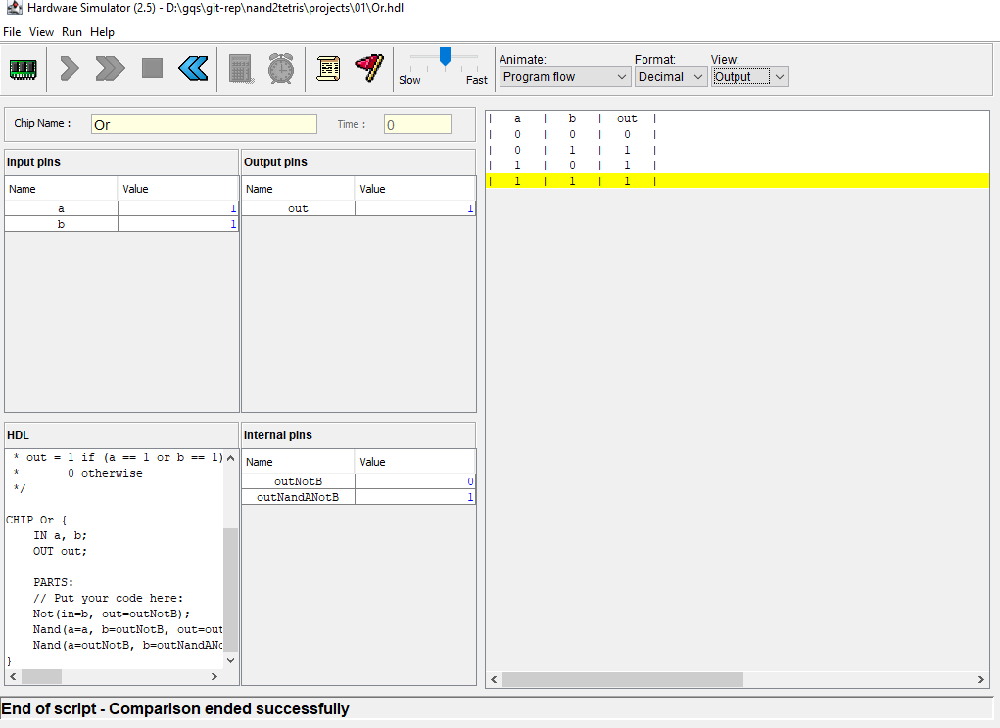 Hardware Simulator (2.5) - D:\gqs\git-rep\nand2tetris\projects\01\Or.hdl
File View Run Help
Slow Fast
Animate: Format: View:
Program flow Decimal Output
Chip Name : Or Time : 0
Input pins
Name Value
a 1
b 1
Output pins
Name Value
out 1
| a | b | out |
| 0 | 0 | 0 |
| 0 | 1 | 1 |
| 1 | 0 | 1 |
| 1 | 1 | 1 |
HDL
* out = 1 if (a == 1 or b == 1)
* 0 otherwise
*/
CHIP Or {
IN a, b;
OUT out;
PARTS:
// Put your code here:
Not(in=b, out=outNotB);
Nand(a=a, b=outNotB, out=out
Nand(a=outNotB, b=outNandANo
}
Internal pins
Name Value
outNotB 0
outNandANotB 1
End of script - Comparison ended successfully